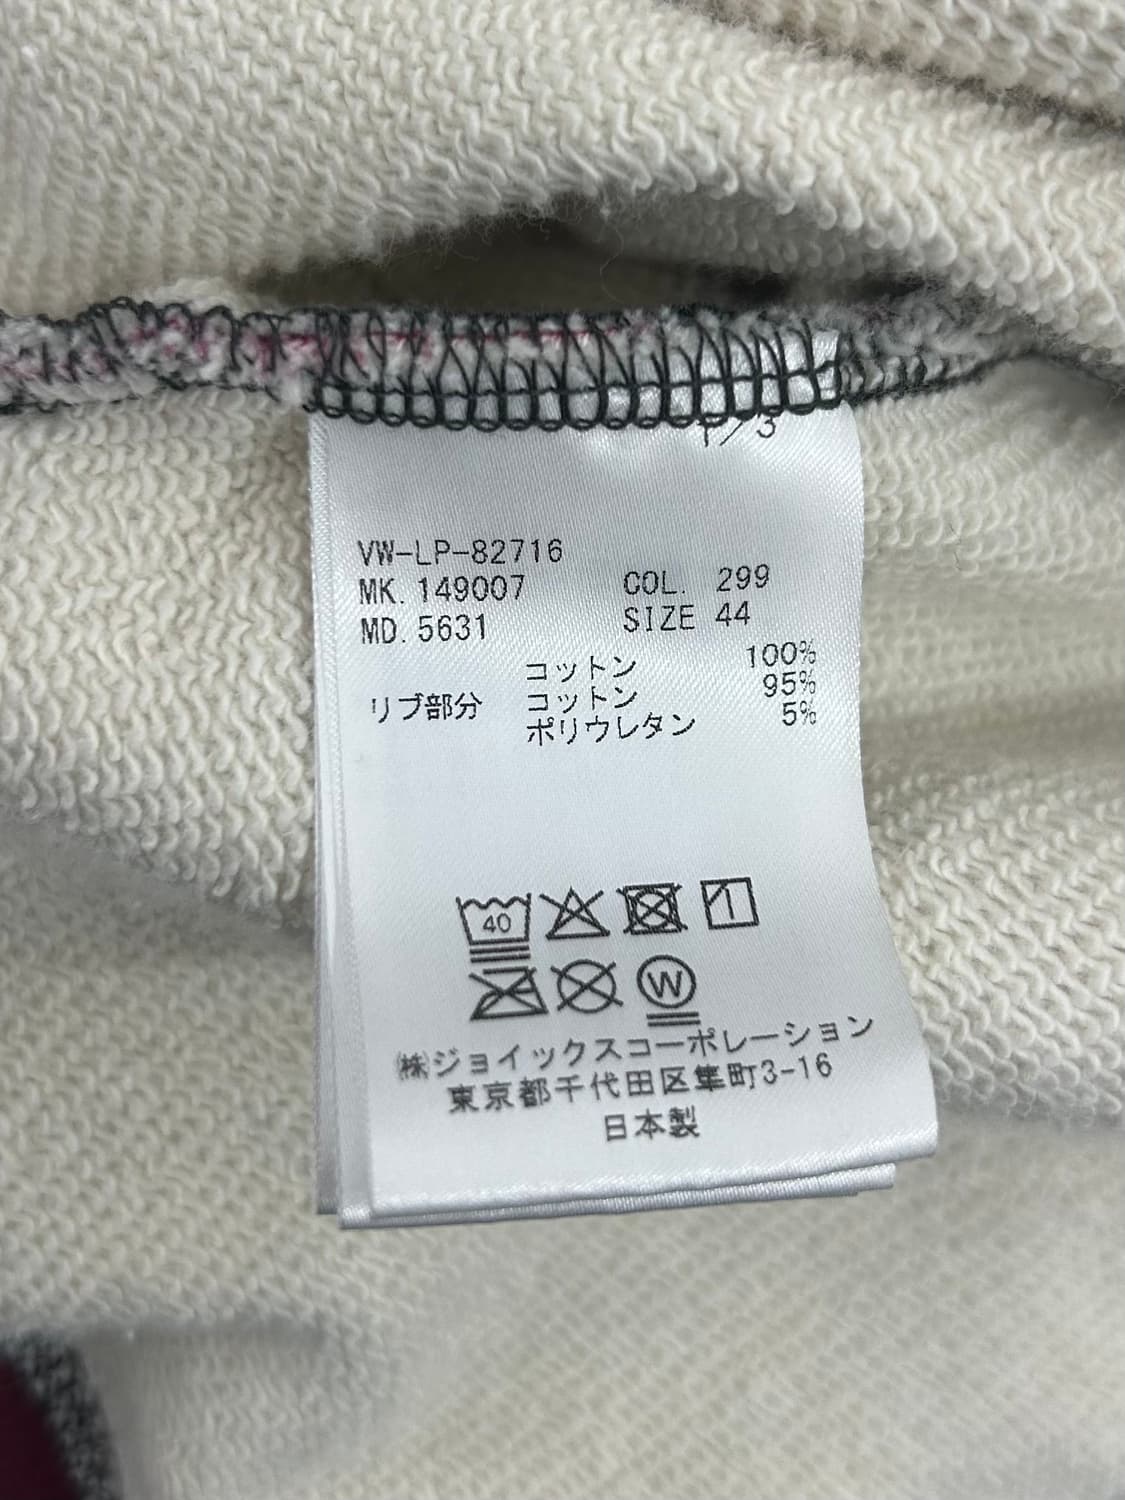 1/3
VW-LP-82716
MK. 149007 COL. 299
MD. 5631 SIZE 44
コットン 100%
リブ部分 コットン 95%
ポリウレタン 5%
40
W
㈱ジョイックスコーポレーション
東京都千代田区隼町3-16
日本製